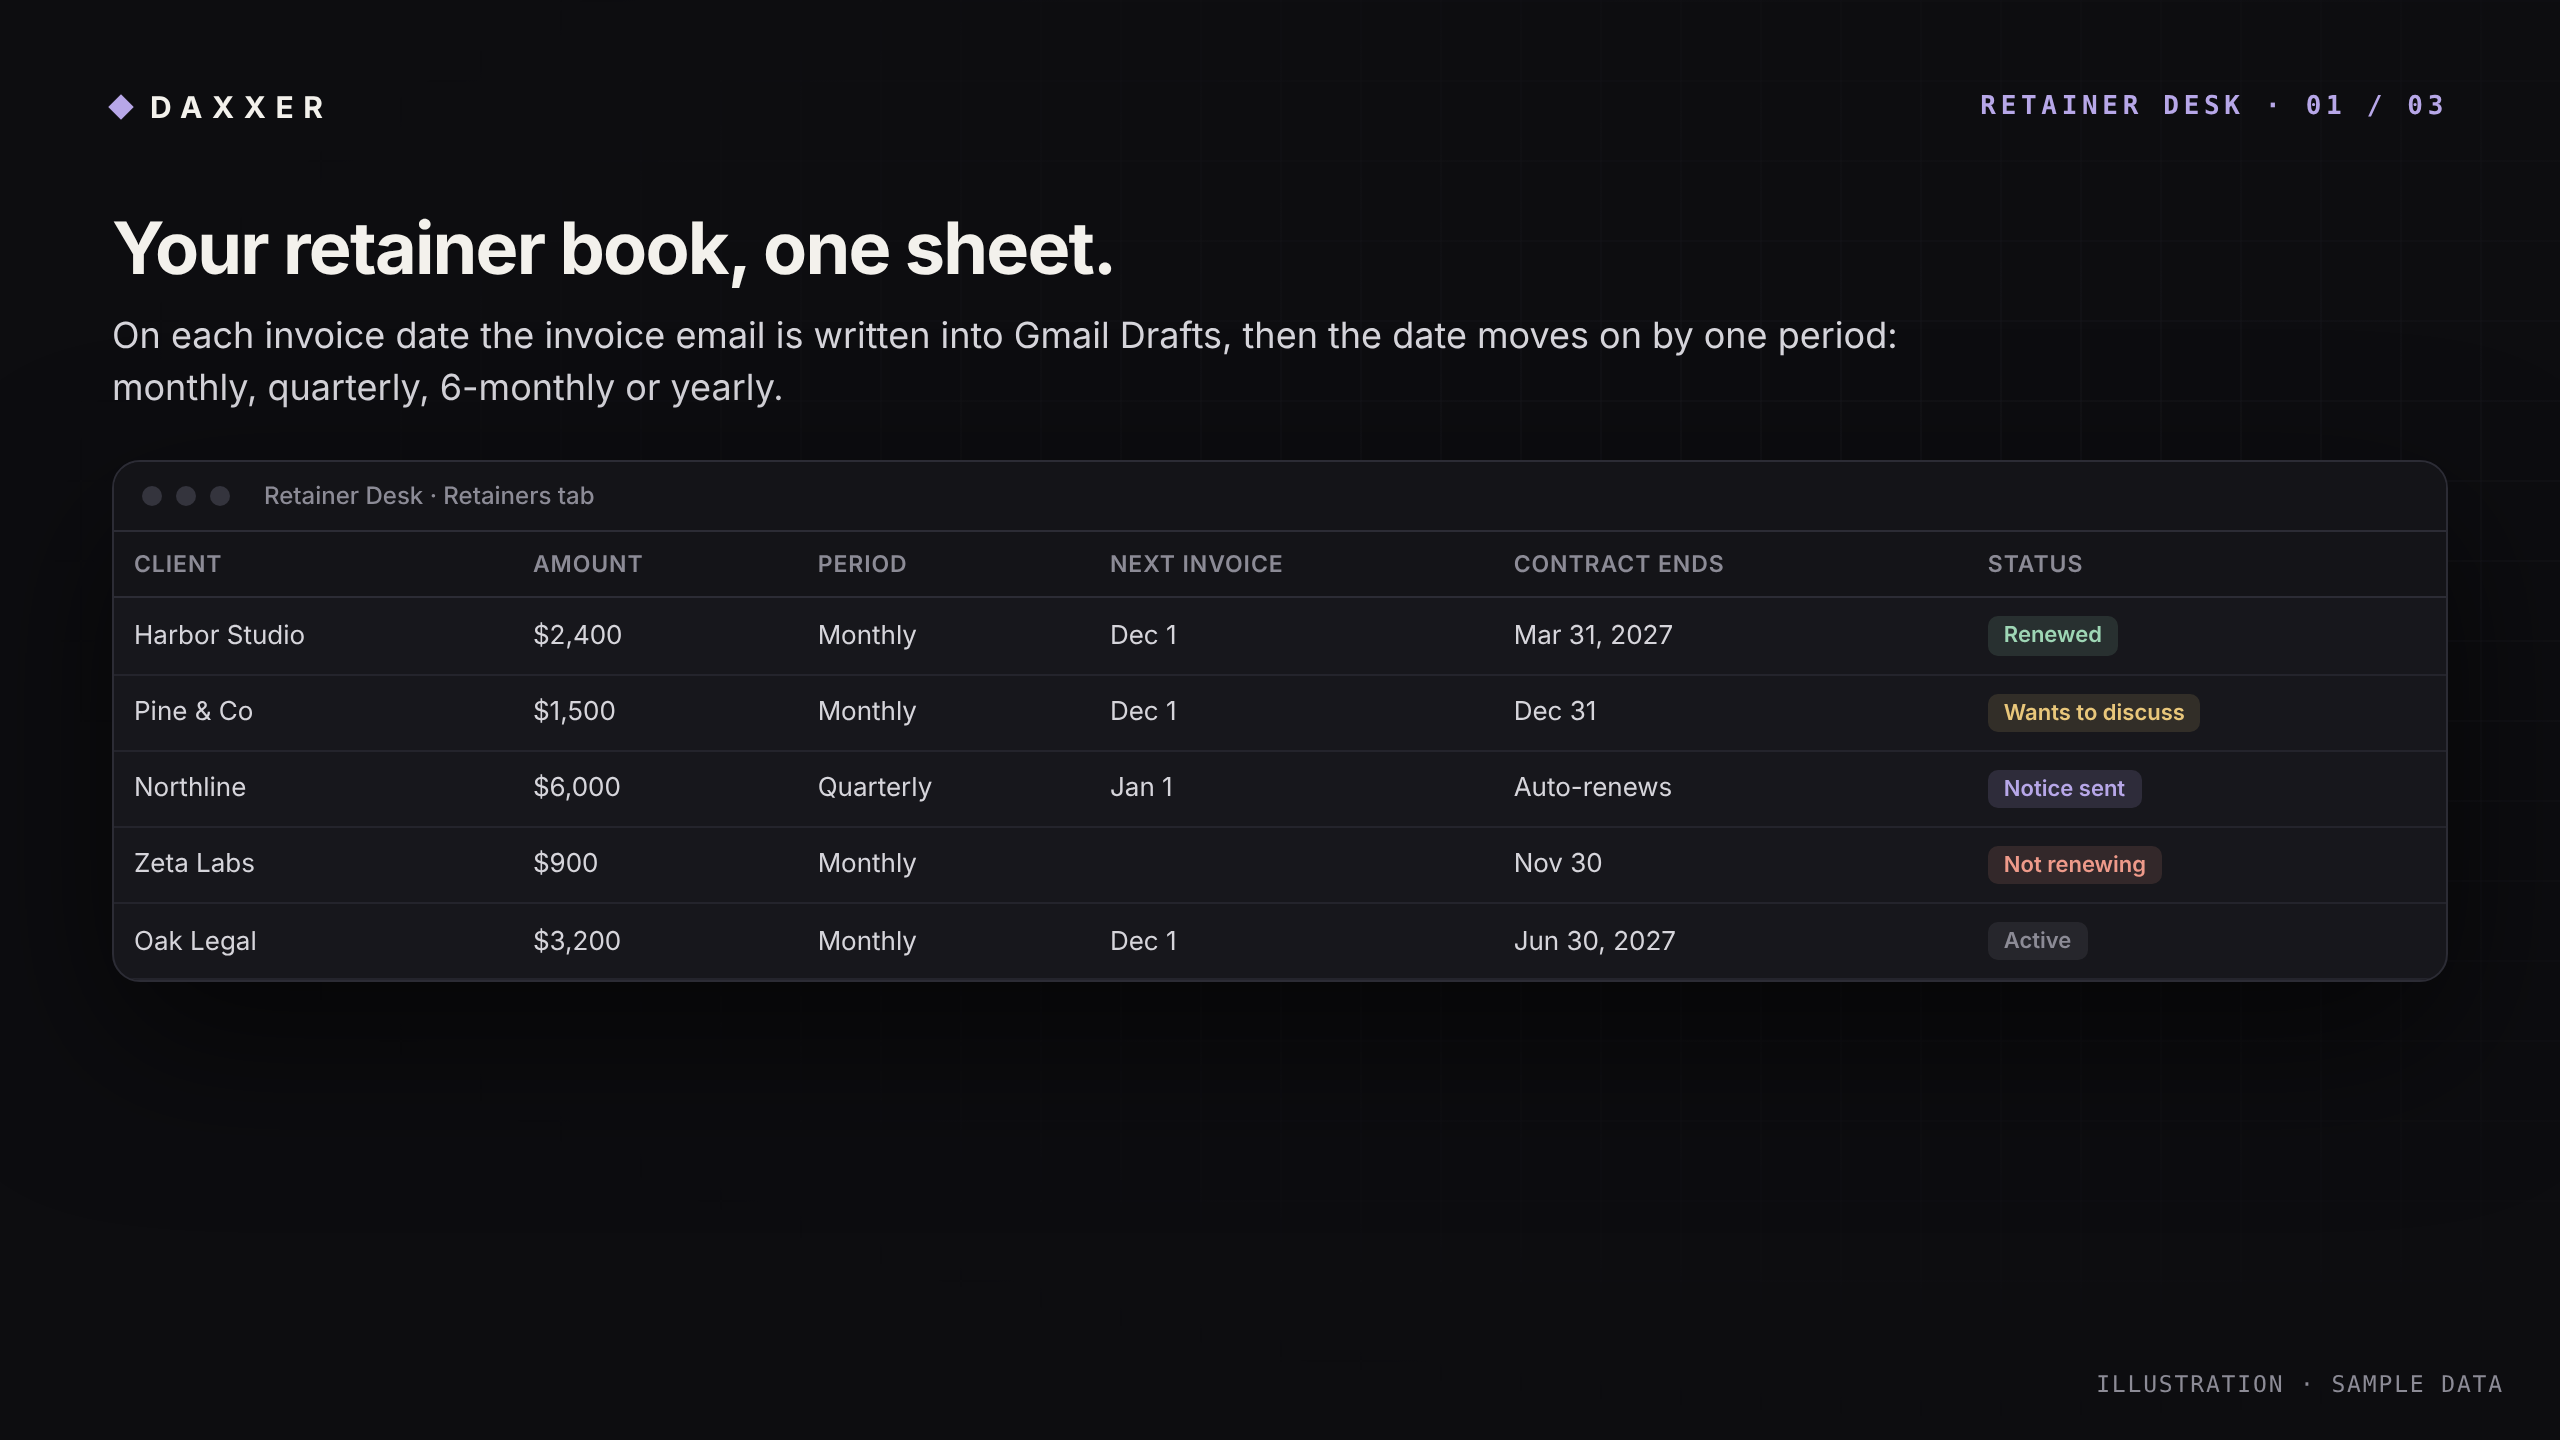 DAXXER
RETAINER DESK · 01 / 03
Your retainer book, one sheet.
On each invoice date the invoice email is written into Gmail Drafts, then the date moves on by one period:
monthly, quarterly, 6-monthly or yearly.
Retainer Desk · Retainers tab
CLIENT AMOUNT PERIOD NEXT INVOICE CONTRACT ENDS STATUS
Harbor Studio $2,400 Monthly Dec 1 Mar 31, 2027 Renewed
Pine & Co $1,500 Monthly Dec 1 Dec 31 Wants to discuss
Northline $6,000 Quarterly Jan 1 Auto-renews Notice sent
Zeta Labs $900 Monthly Nov 30 Not renewing
Oak Legal $3,200 Monthly Dec 1 Jun 30, 2027 Active
ILLUSTRATION · SAMPLE DATA